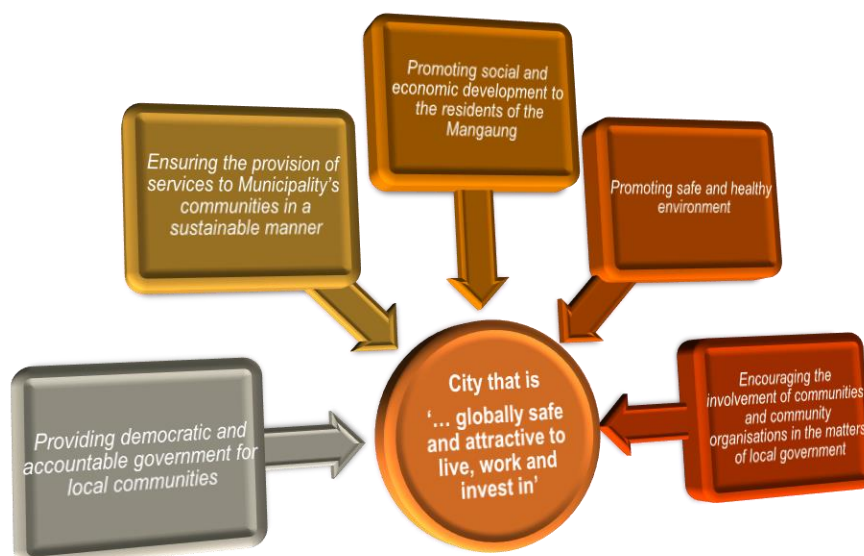 Promoting social and
economic development to
the residents of the
Mangaung
Ensuring the provision of
services to Municipality's
communities in a
sustainable manner
Promoting safe and healthy
environment
Providing democratic and
accountable government for
local communities
City that is
‘... globally safe
and attractive to
live, work and
invest in’
Encouraging the
involvement of communities
and community
organisations in the matters
of local government